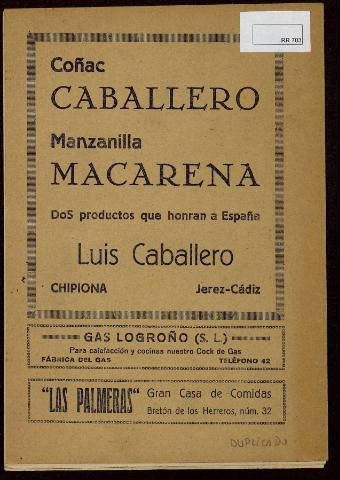 RR 703
Coñac
CABALLERO
Manzanilla
MACARENA
DoS productos que honran a España
Luis Caballero
CHIPIONA Jerez-Cádiz
GAS LOGROÑO (S. L.)
Para calefacción y cocinas nuestro Cock de Gas
FÁBRICA DEL GAS TELÉFONO 42
"LAS PALMERAS" Gran Casa de Comidas
Bretón de los Herreros, núm. 32
DUPLICADO